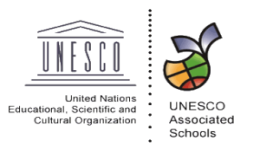 UNESCO
United Nations
Educational, Scientific and
Cultural Organization
UNESCO
Associated
Schools